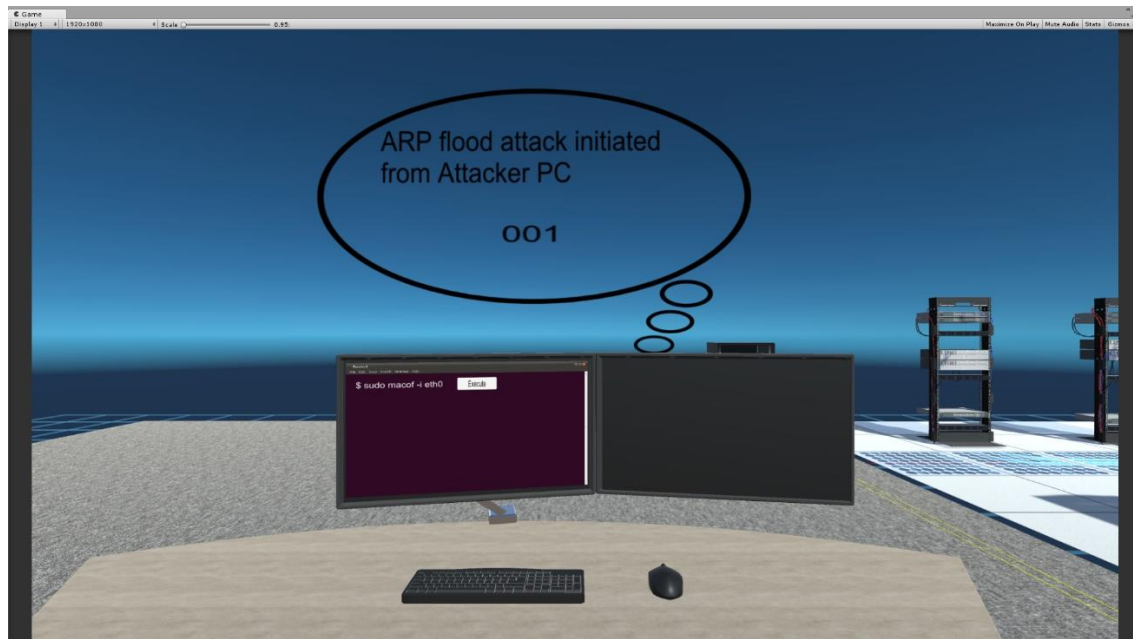 Game
Display 1
1920x1080
Scale
0.95
Maximize On Play
Mute Audio
Stats
Gizmos
ARP flood attack initiated
from Attacker PC
001
$ sudo macof -i eth0
Execute